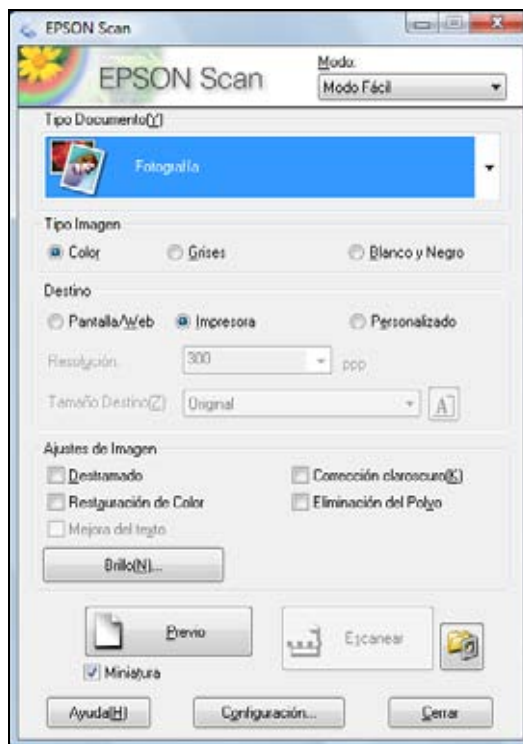 EPSON Scan
EPSON Scan
Modo:
Modo Fácil
Tipo Documento(Y)
Fotografía
Tipo Imagen
Color
Grises
Blanco y Negro
Destino
Pantalla/Web
Impresora
Personalizado
Resolución:
300
ppp
Tamaño Destino(Z)
Original
A
Ajustes de Imagen
Destramado
Corrección claroscuro(K)
Restauración de Color
Eliminación del Polvo
Mejora del texto
Brillo(N)...
Previo
Escanear
Miniatura
Ayuda(H)
Configuración...
Cerrar